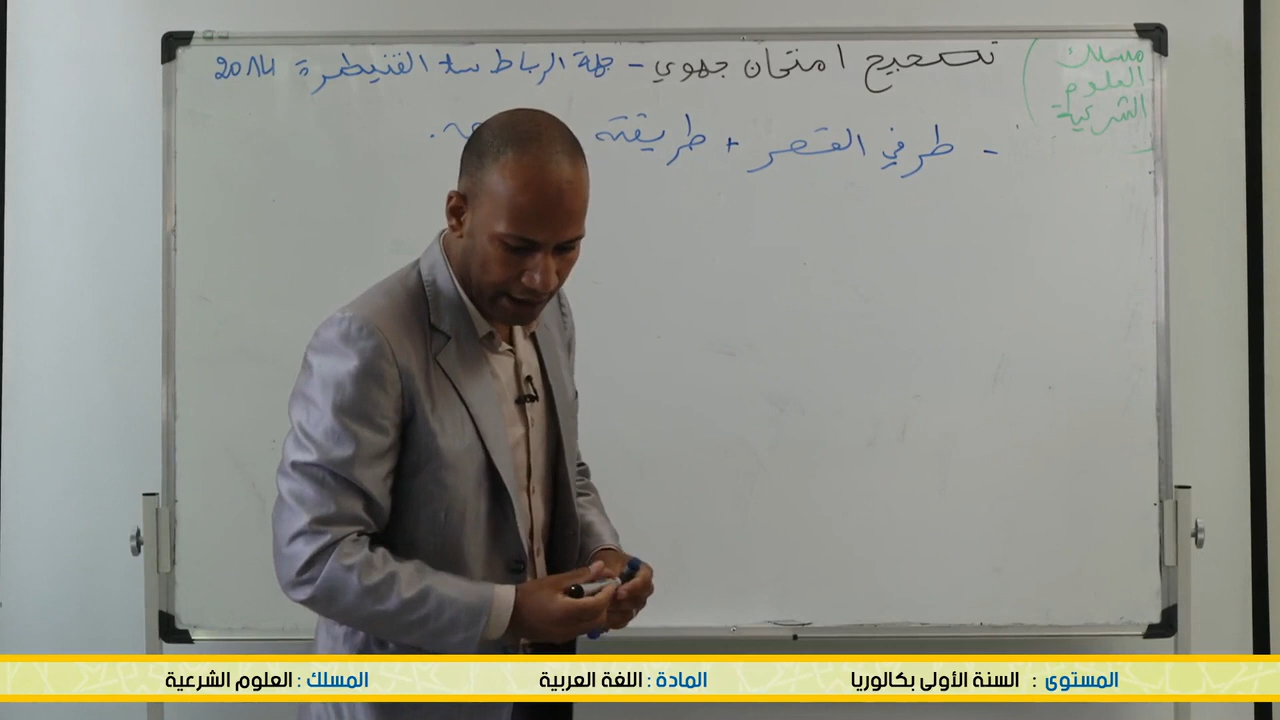 تصحيح امتحان جهوي - جهة الرباط سلا القنيطرة 2018
مسلك
العلوم
الشرعية
- طرفي القصر + طريقته
المستوى : السنة الأولى بكالوريا
المادة : اللغة العربية
المسلك : العلوم الشرعية